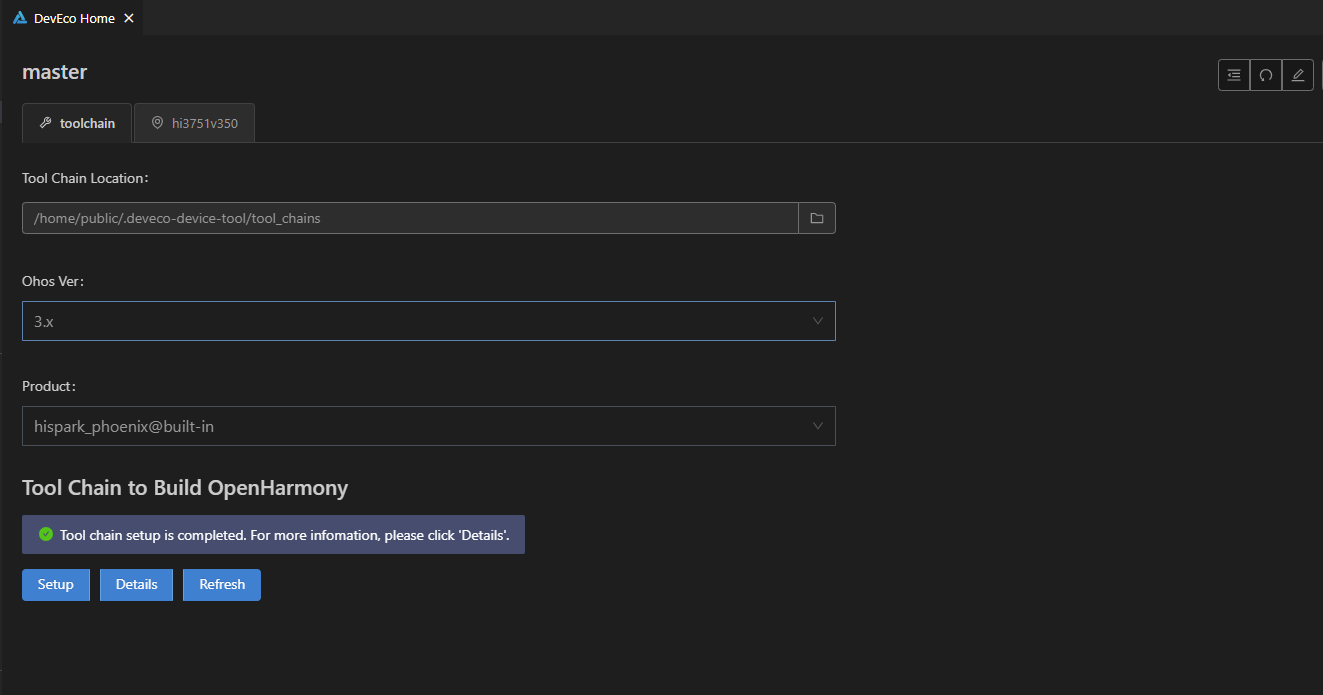 DevEco Home
master
toolchain
hi3751v350
Tool Chain Location:
/home/public/.deveco-device-tool/tool_chains
Ohos Ver:
3.x
Product:
hispark_phoenix@built-in
Tool Chain to Build OpenHarmony
Tool chain setup is completed. For more infomation, please click 'Details'.
Setup Details Refresh